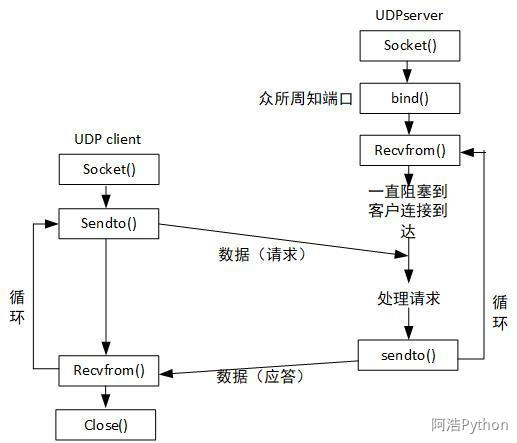 UDPserver
Socket()
众所周知端口
bind()
Recvfrom()
一直阻塞到
客户连接到
达
UDP client
Socket()
Sendto()
数据（请求）
处理请求
循
环
循
环
sendto()
Recvfrom()
数据（应答）
Close()
阿浩Python